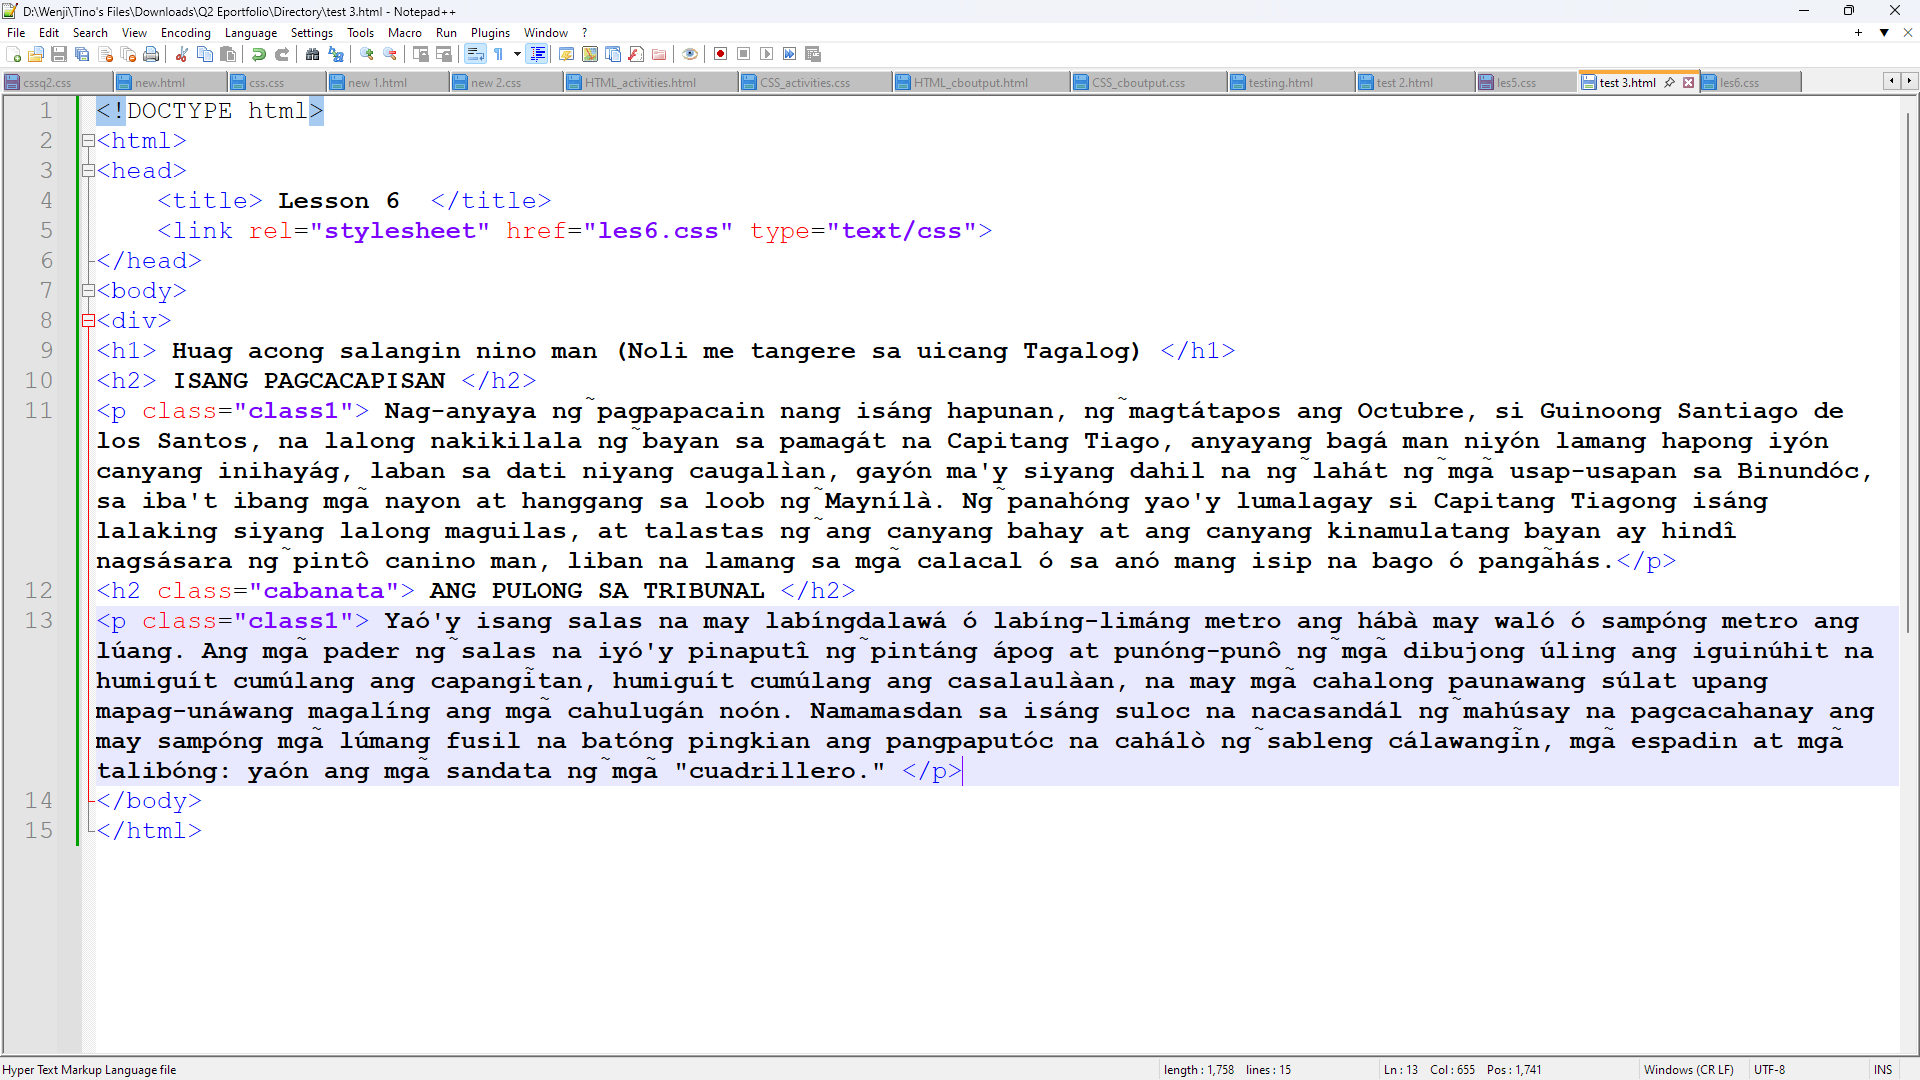 D:\Wenji\Tino's Files\Downloads\Q2 Eportfolio\Directory\test 3.html - Notepad++
File Edit Search View Encoding Language Settings Tools Macro Run Plugins Window ?
cssq2.css new.html css.css new 1.html new 2.css HTML_activities.html CSS_activities.css HTML_cboutput.html CSS_cboutput.css testing.html test 2.html les5.css test 3.html les6.css
1 <!DOCTYPE html>
2 <html>
3 <head>
4 <title> Lesson 6  </title>
5 <link rel="stylesheet" href="les6.css" type="text/css">
6 </head>
7 <body>
8 <div>
9 <h1> Huag acong salangin nino man (Noli me tangere sa uicang Tagalog) </h1>
10 <h2> ISANG PAGCACAPISAN </h2>
11 <p class="class1"> Nag-anyaya ng͠ pagpapacain nang isáng hapunan, ng͠ magtátapos ang Octubre, si Guinoong Santiago de
los Santos, na lalong nakikilala ng͠ bayan sa pamagát na Capitang Tiago, anyayang bagá man niyón lamang hapong iyón
canyang inihayág, laban sa dati niyang caugalìan, gayón ma'y siyang dahil na ng͠ lahát ng͠ mg͠a usap-usapan sa Binundóc,
sa iba't ibang mg͠a nayon at hanggang sa loob ng͠ Maynílà. Ng͠ panahóng yao'y lumalagay si Capitang Tiagong isáng
lalaking siyang lalong maguilas, at talastas ng͠ ang canyang bahay at ang canyang kinamulatang bayan ay hindî
nagsásara ng͠ pintô canino man, liban na lamang sa mg͠a calacal ó sa anó mang isip na bago ó pang͠ahás.</p>
12 <h2 class="cabanata"> ANG PULONG SA TRIBUNAL </h2>
13 <p class="class1"> Yaó'y isang salas na may labíngdalawá ó labíng-limáng metro ang hábà may waló ó sampóng metro ang
lúang. Ang mg͠a pader ng͠ salas na iyó'y pinaputî ng͠ pintáng ápog at punóng-punô ng͠ mg͠a dibujong úling ang iguinúhit na
humiguít cumúlang ang capang͠itan, humiguít cumúlang ang casalaulàan, na may mg͠a cahalong paunawang súlat upang
mapag-unáwang magalíng ang mg͠a cahulugán noón. Namamasdan sa isáng suloc na nacasandál ng͠ mahúsay na pagcacahanay ang
may sampóng mg͠a lúmang fusil na batóng pingkian ang pangpaputóc na cahálò ng͠ sableng cálawang͠in, mg͠a espadin at mg͠a
talibóng: yaón ang mg͠a sandata ng͠ mg͠a "cuadrillero." </p>
14 </body>
15 </html>
Hyper Text Markup Language file length : 1,758 lines : 15 Ln : 13 Col : 655 Pos : 1,741 Windows (CR LF) UTF-8 INS